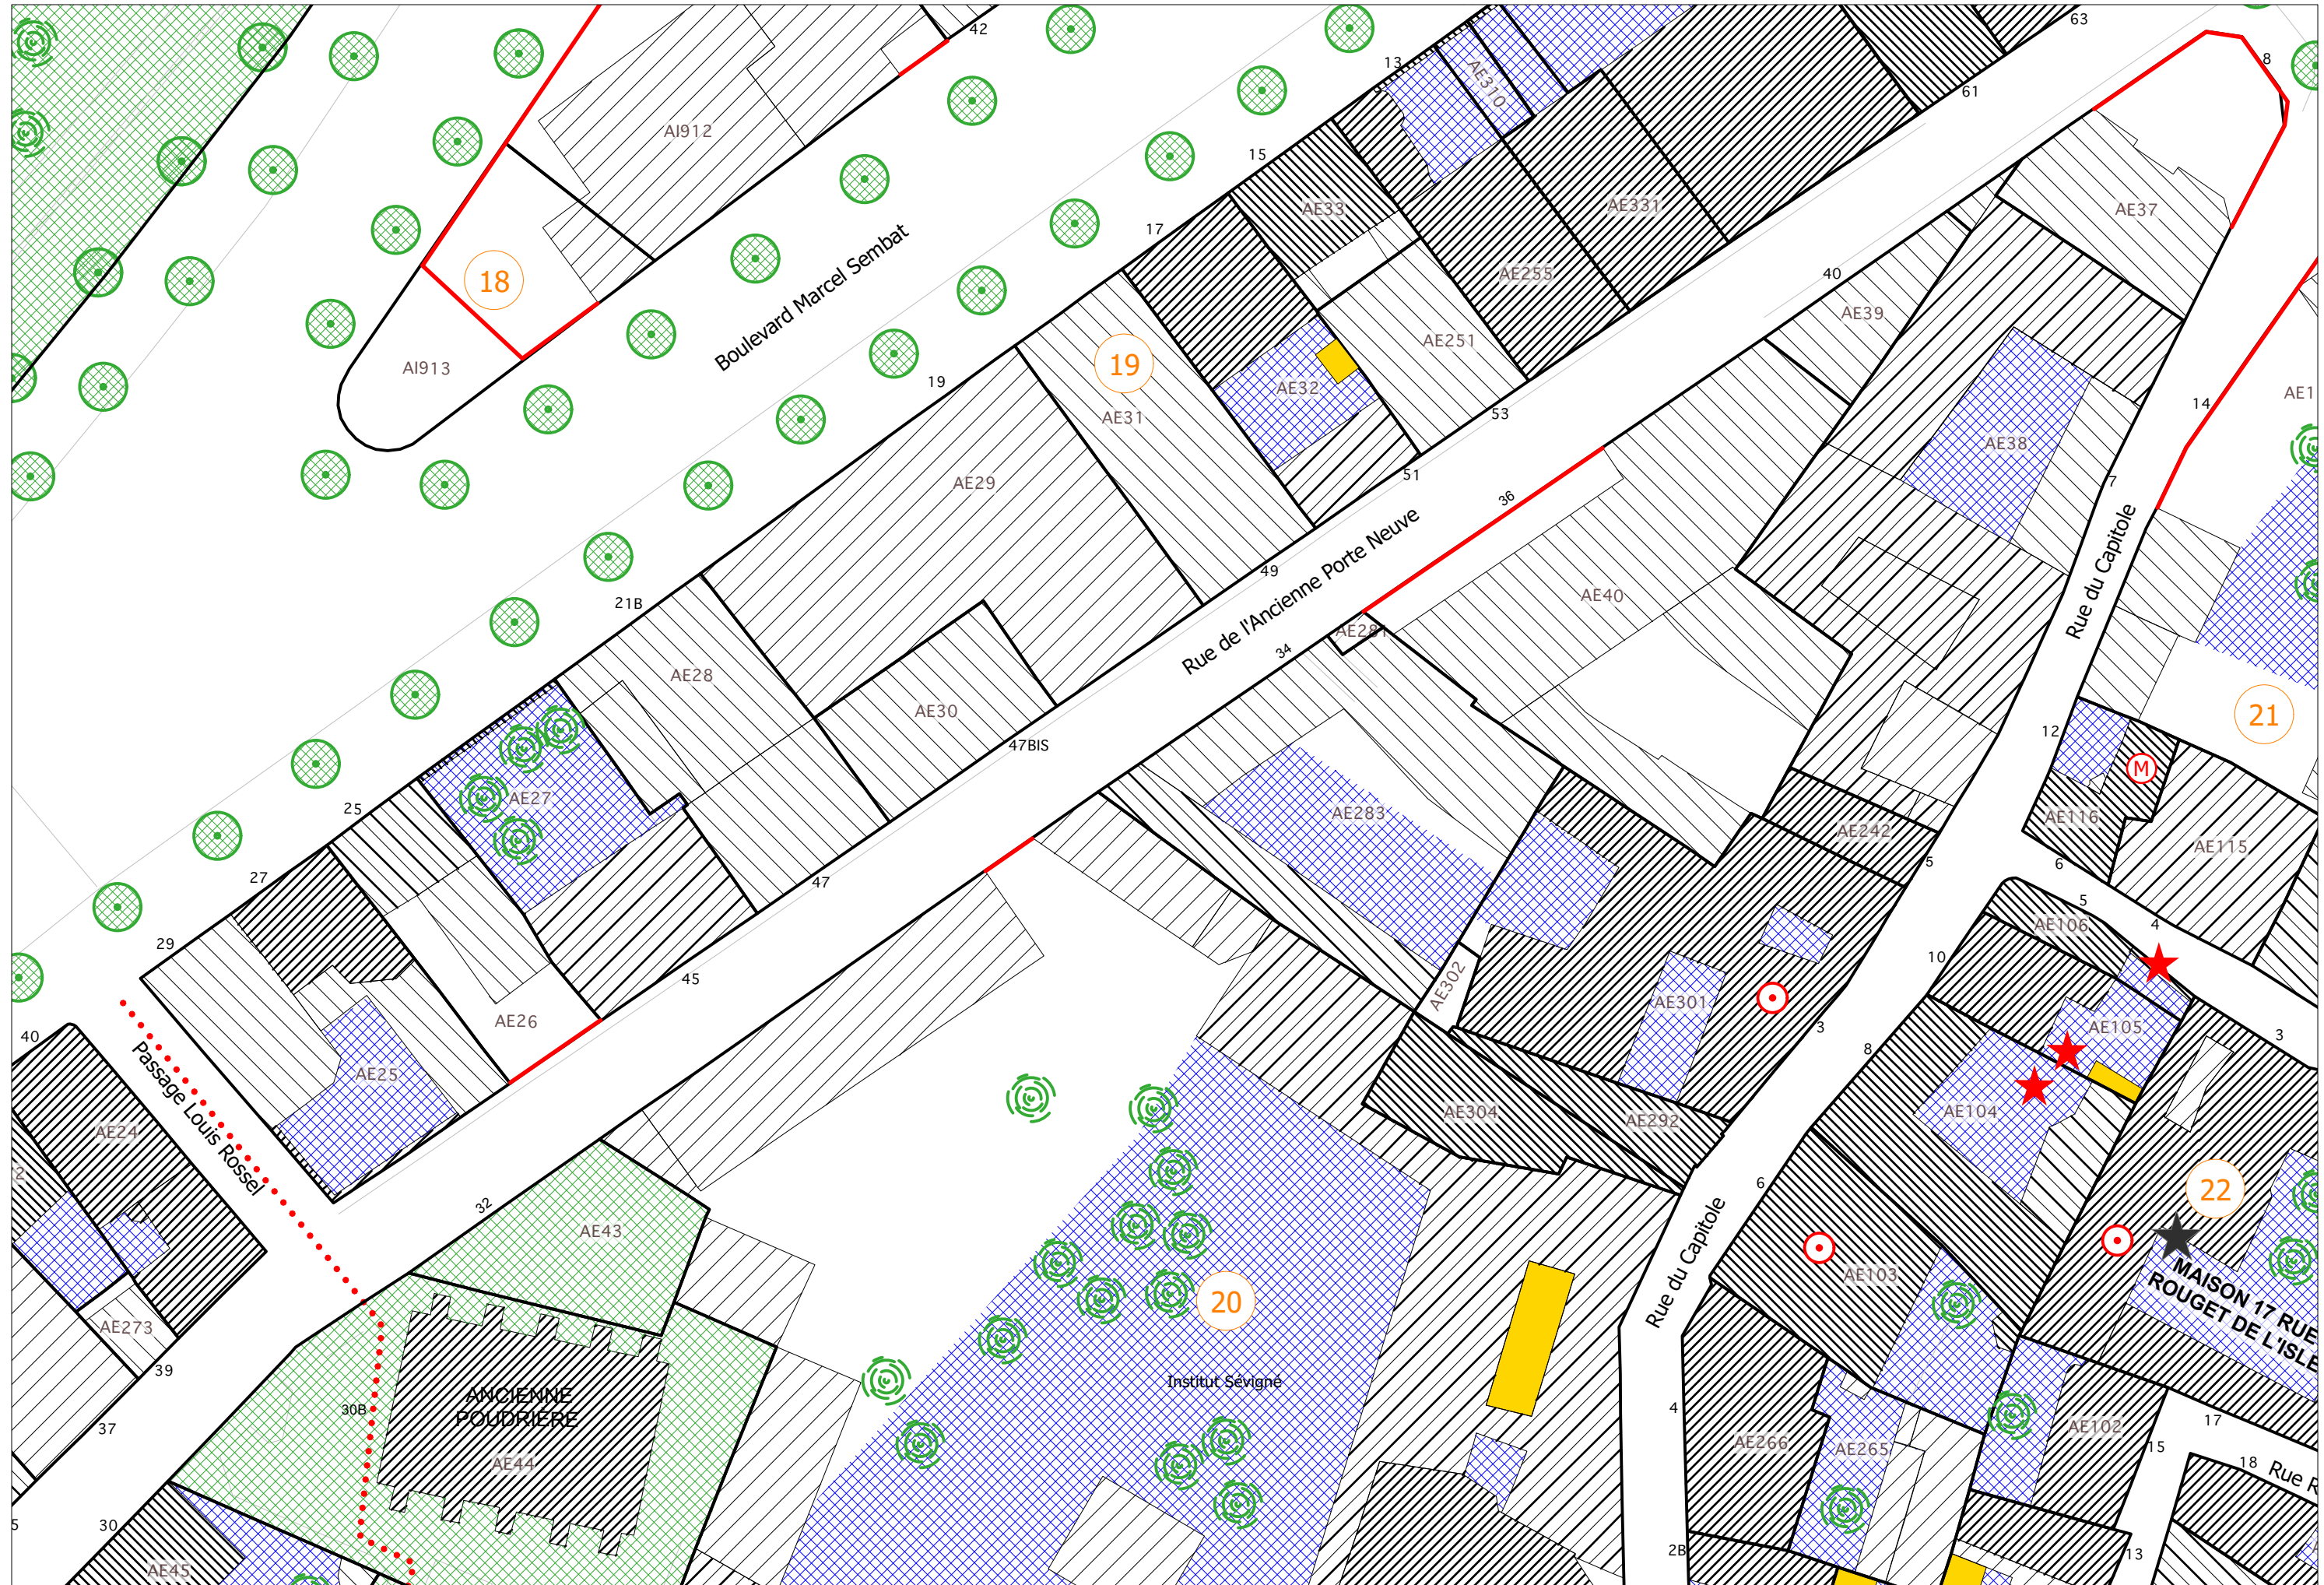 42
63
8
13
AE310
61
AI912
15
AE33
AE331
AE37
17
AE255
40
18
Boulevard Marcel Sembat
AE39
AE251
19
AI913
19
AE32
AE1
14
53
AE31
AE38
51
7
AE29
36
Rue de l'Ancienne Porte Neuve
49
Rue du Capitole
AE40
21B
AE281
34
AE28
AE30
21
12
47BIS
M
AE27
25
AE283
AE116
AE242
AE115
5
6
47
27
5
AE106
4
29
10
45
AE302
AE301
AE26
3
AE105
3
40
8
Passage Louis Rossel
AE25
AE304
AE292
AE104
AE24
2
6
22
32
AE43
Rue du Capitole
AE103
MAISON 17 RUE
ROUGET DE L'ISLE
20
AE273
39
Institut Sévigné
ANCIENNE
POUDRIERE
30B
4
37
17
AE102
AE266
AE265
15
AE44
18
Rue R
5
30
2B
13
AE45